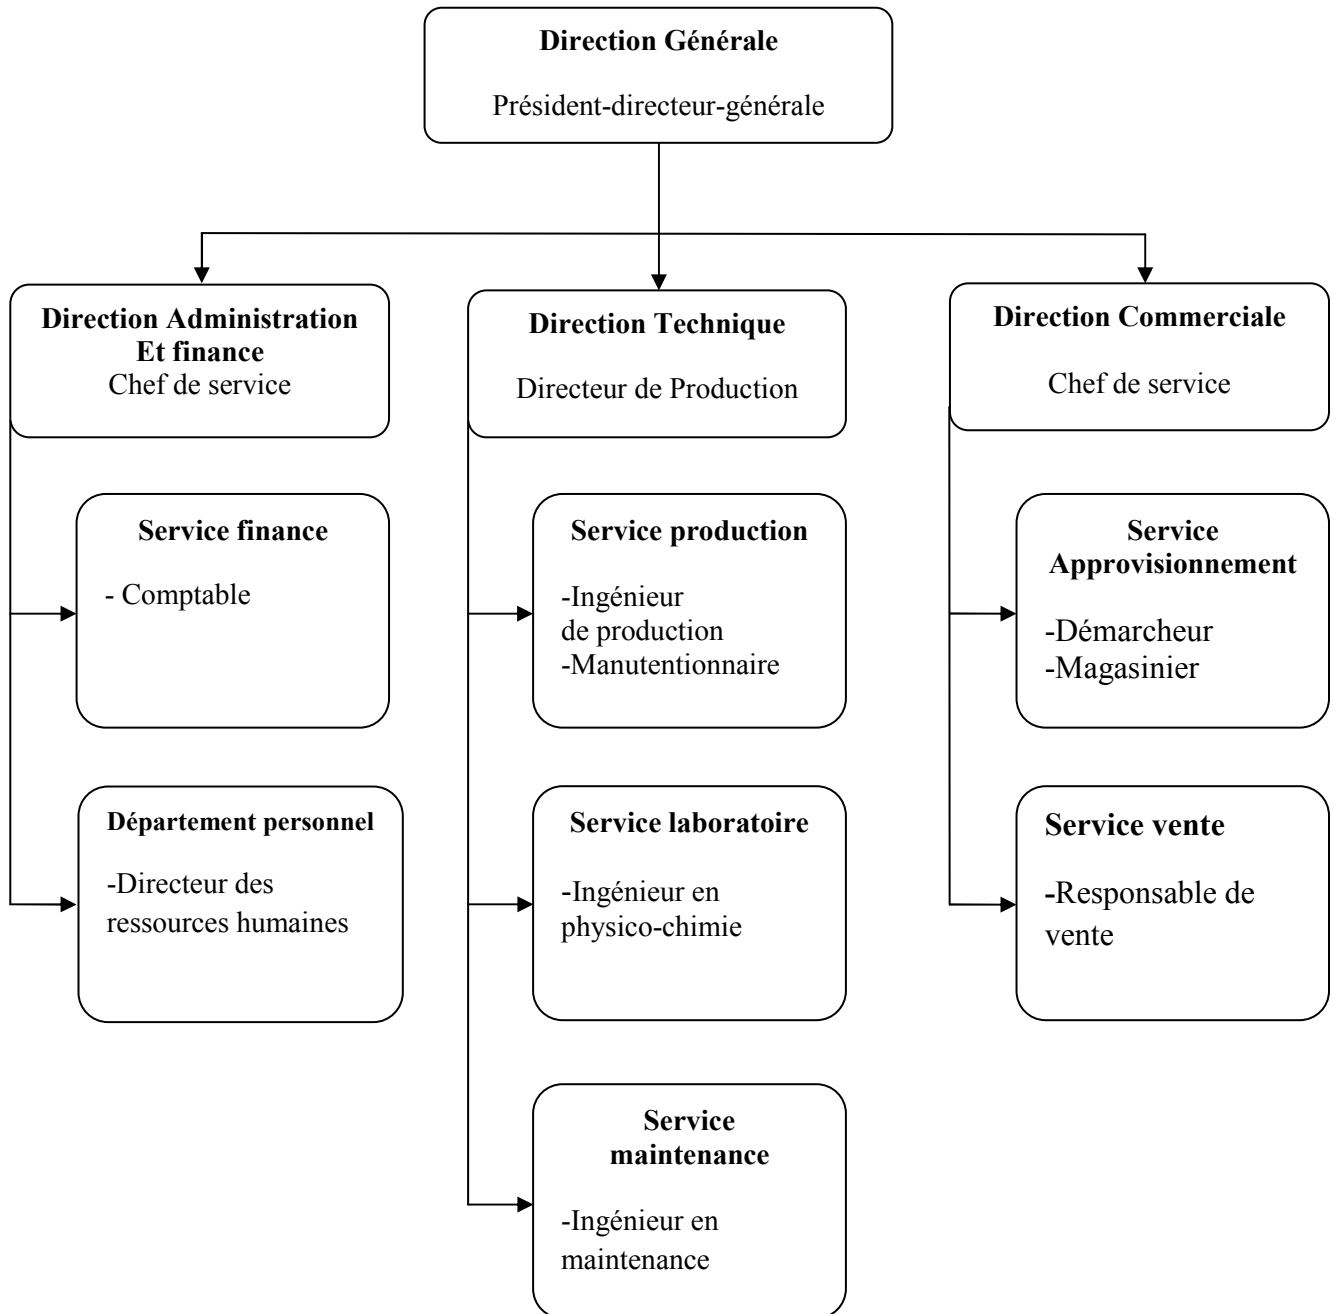 Direction Générale
Président-directeur-générale
Direction Administration
Et finance
Chef de service
Direction Technique
Directeur de Production
Direction Commerciale
Chef de service
Service finance
- Comptable
Service production
-Ingénieur
de production
-Manutentionnaire
Service
Approvisionnement
-Démarcheur
-Magasinier
Département personnel
-Directeur des
ressources humaines
Service laboratoire
-Ingénieur en
physico-chimie
Service vente
-Responsable de
vente
Service
maintenance
-Ingénieur en
maintenance